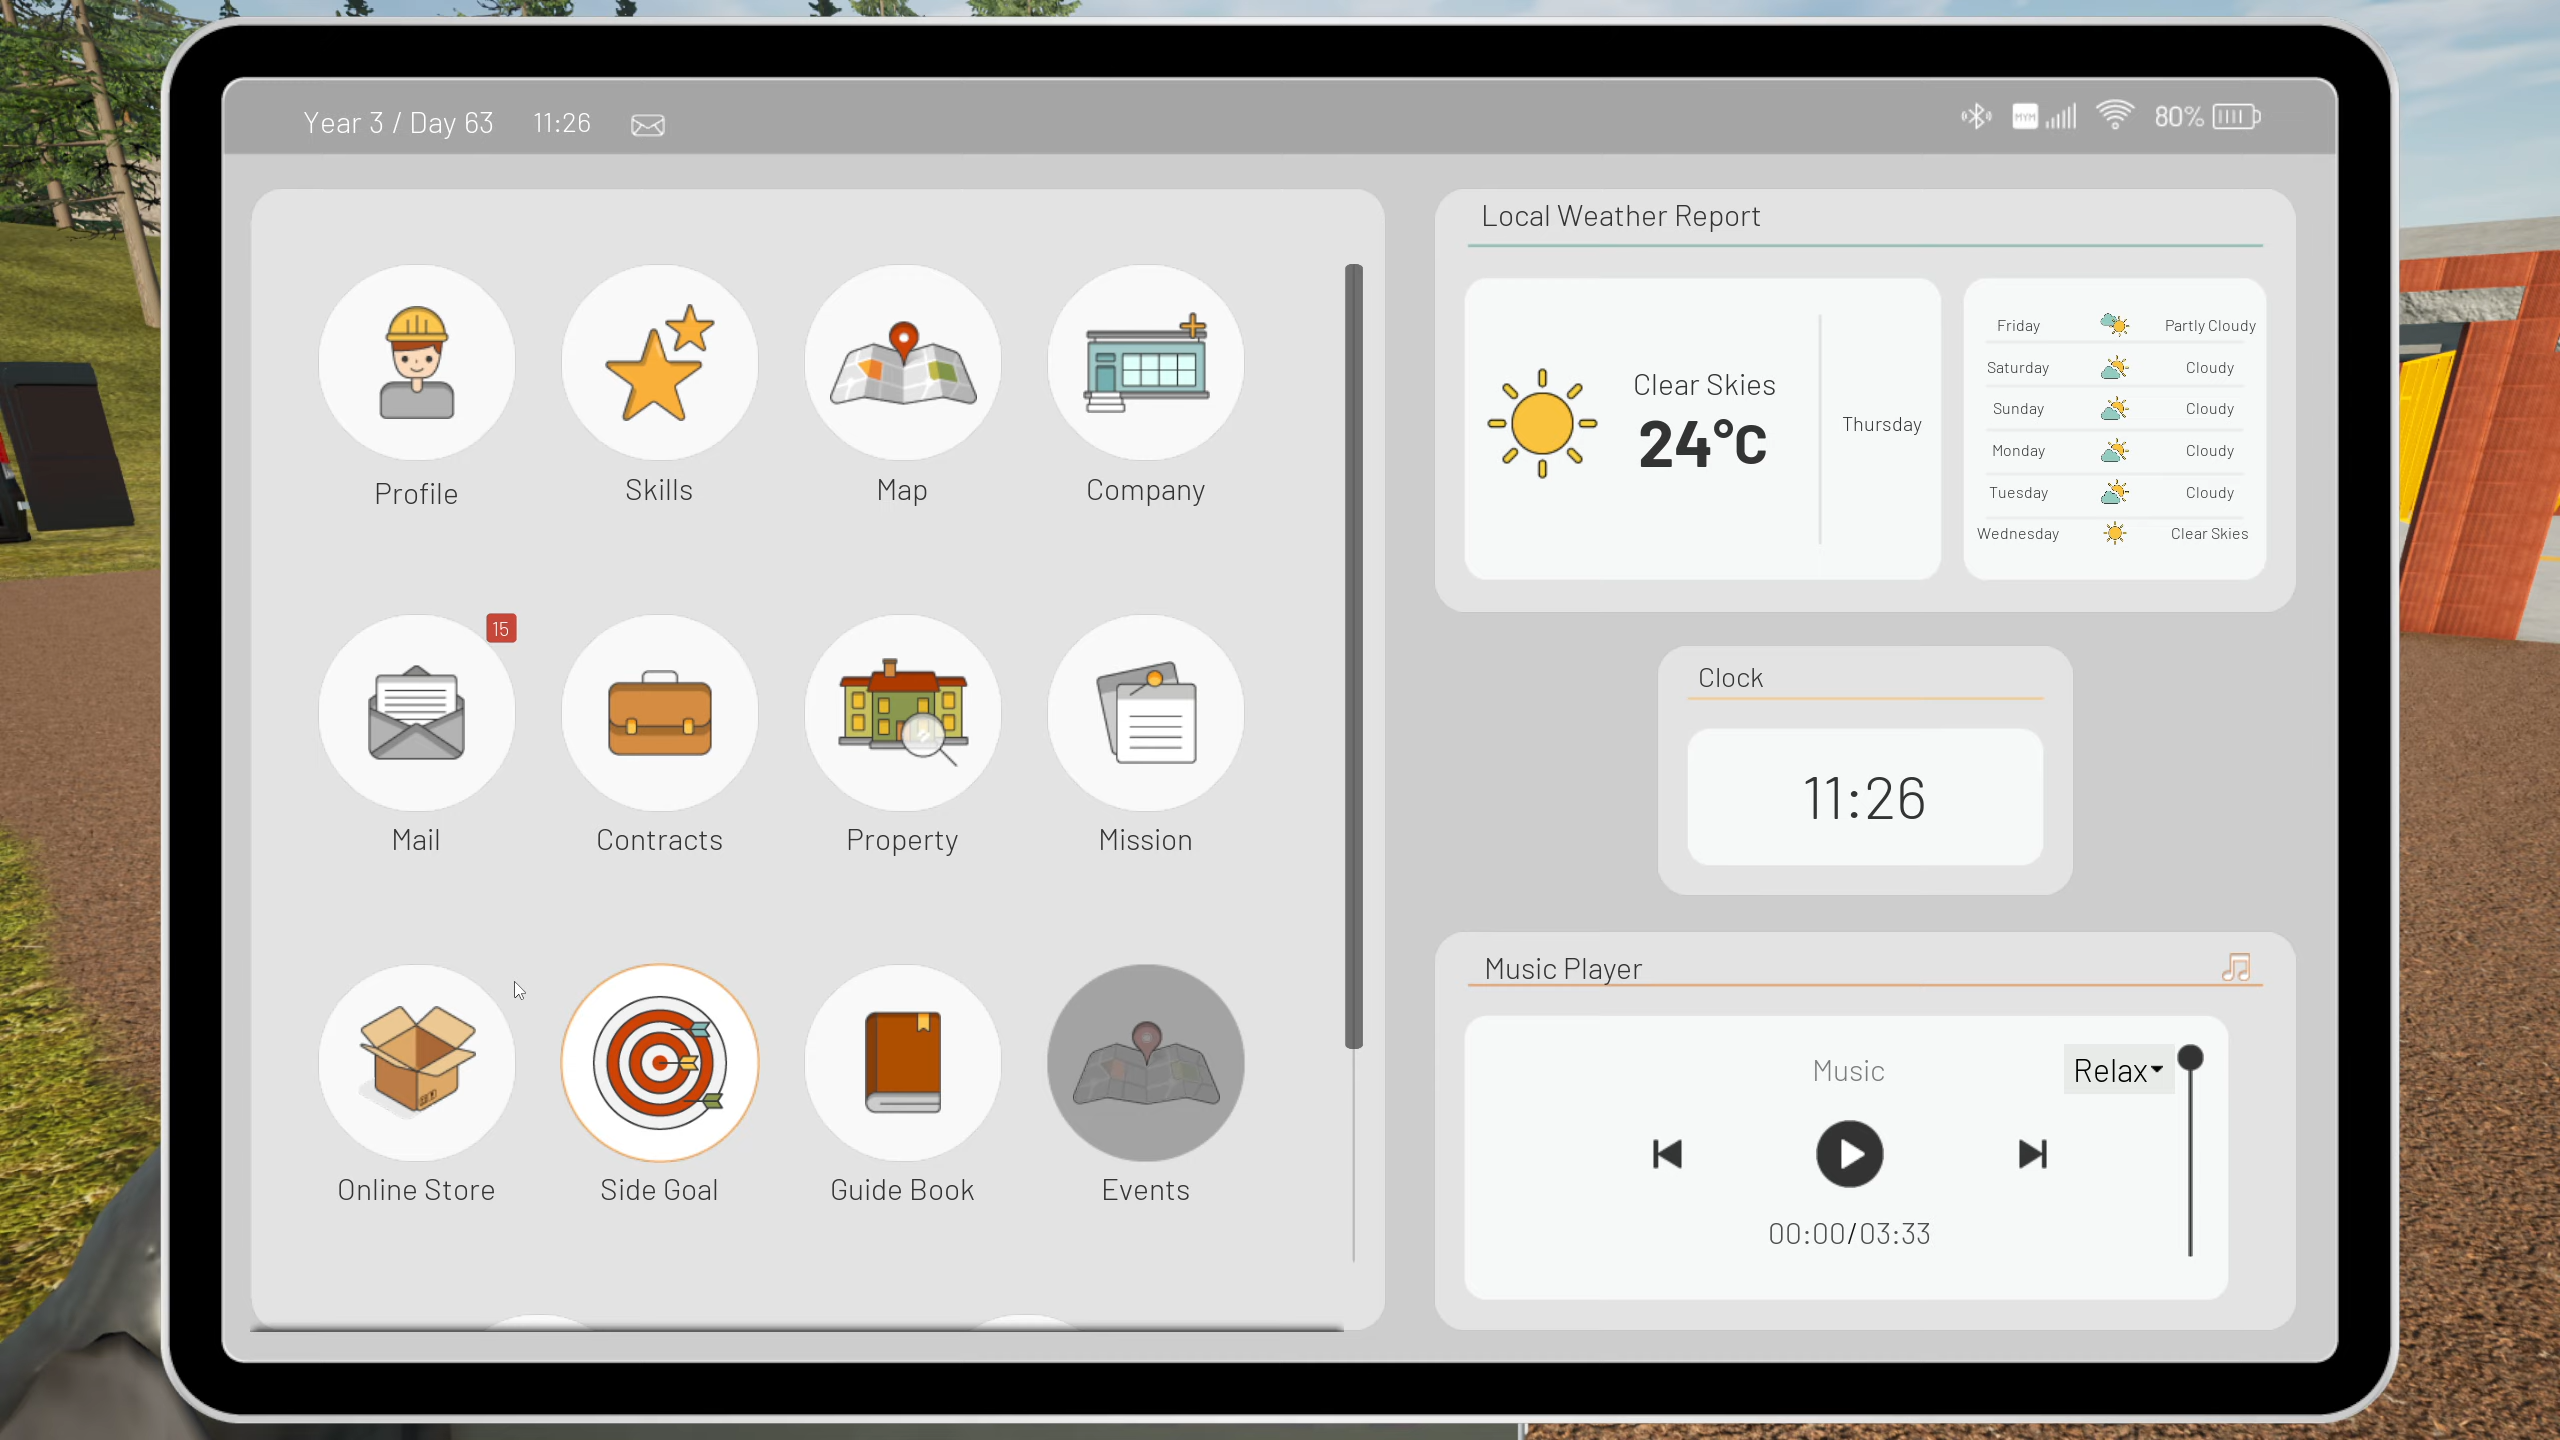 Year 3 / Day 63
11:26
MYM
80%
Profile
Skills
Map
Company
15
Mail
Contracts
Property
Mission
Online Store
Side Goal
Guide Book
Events
Local Weather Report
Clear Skies
24°C
Thursday
Friday Partly Cloudy
Saturday Cloudy
Sunday Cloudy
Monday Cloudy
Tuesday Cloudy
Wednesday Clear Skies
Clock
11:26
Music Player
Music
Relax
00:00/03:33